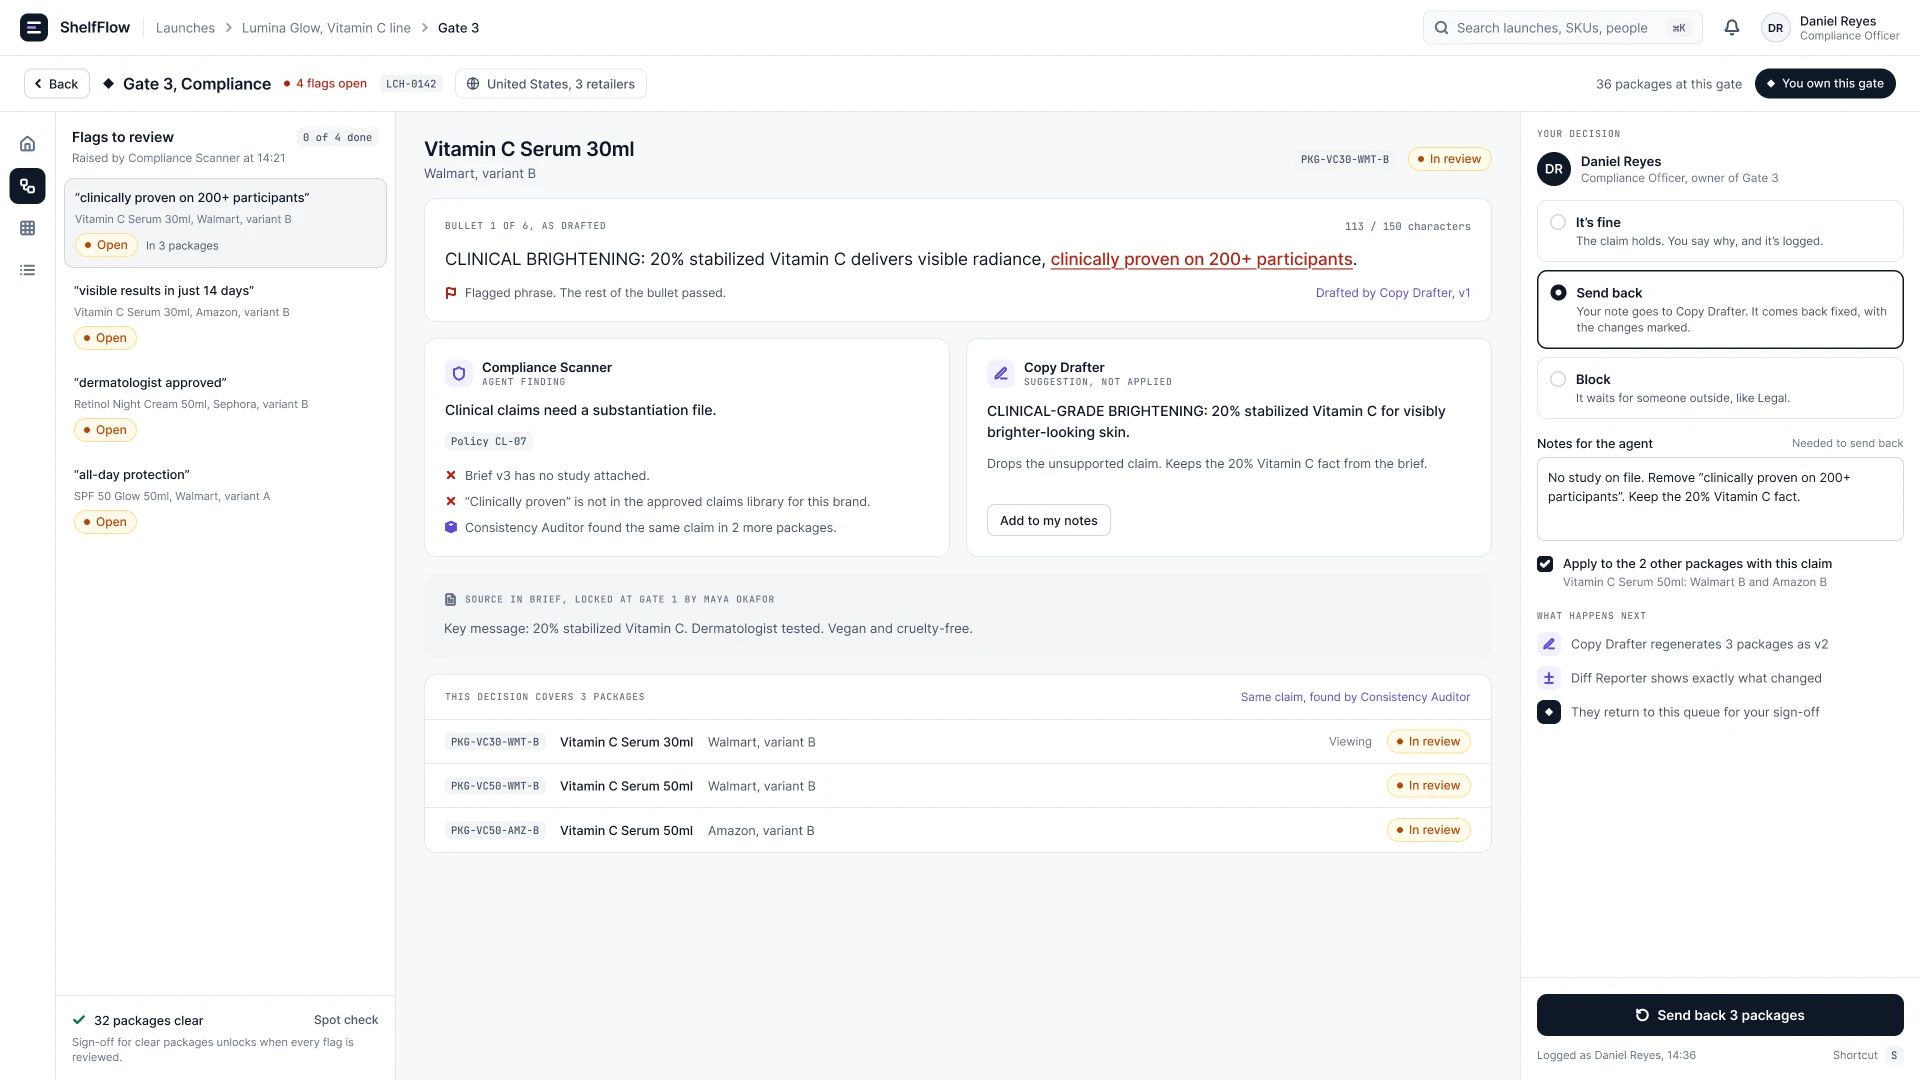 ShelfFlow
Launches
Lumina Glow, Vitamin C line
Gate 3
Search launches, SKUs, people
⌘K
DR
Daniel Reyes
Compliance Officer
Back
Gate 3, Compliance
4 flags open
LCH-0142
United States, 3 retailers
36 packages at this gate
You own this gate
Flags to review
0 of 4 done
Raised by Compliance Scanner at 14:21
“clinically proven on 200+ participants”
Vitamin C Serum 30ml, Walmart, variant B
Open
In 3 packages
“visible results in just 14 days”
Vitamin C Serum 30ml, Amazon, variant B
Open
“dermatologist approved”
Retinol Night Cream 50ml, Sephora, variant B
Open
“all-day protection”
SPF 50 Glow 50ml, Walmart, variant A
Open
32 packages clear
Spot check
Sign-off for clear packages unlocks when every flag is
reviewed.
Vitamin C Serum 30ml
Walmart, variant B
PKG-VC30-WMT-B
In review
BULLET 1 OF 6, AS DRAFTED
113 / 150 characters
CLINICAL BRIGHTENING: 20% stabilized Vitamin C delivers visible radiance, clinically proven on 200+ participants.
Flagged phrase. The rest of the bullet passed.
Drafted by Copy Drafter, v1
Compliance Scanner
AGENT FINDING
Clinical claims need a substantiation file.
Policy CL-07
Brief v3 has no study attached.
“Clinically proven” is not in the approved claims library for this brand.
Consistency Auditor found the same claim in 2 more packages.
Copy Drafter
SUGGESTION, NOT APPLIED
CLINICAL-GRADE BRIGHTENING: 20% stabilized Vitamin C for visibly
brighter-looking skin.
Drops the unsupported claim. Keeps the 20% Vitamin C fact from the brief.
Add to my notes
SOURCE IN BRIEF, LOCKED AT GATE 1 BY MAYA OKAFOR
Key message: 20% stabilized Vitamin C. Dermatologist tested. Vegan and cruelty-free.
THIS DECISION COVERS 3 PACKAGES
Same claim, found by Consistency Auditor
PKG-VC30-WMT-B
Vitamin C Serum 30ml
Walmart, variant B
Viewing
In review
PKG-VC50-WMT-B
Vitamin C Serum 50ml
Walmart, variant B
In review
PKG-VC50-AMZ-B
Vitamin C Serum 50ml
Amazon, variant B
In review
YOUR DECISION
DR
Daniel Reyes
Compliance Officer, owner of Gate 3
It’s fine
The claim holds. You say why, and it’s logged.
Send back
Your note goes to Copy Drafter. It comes back fixed, with
the changes marked.
Block
It waits for someone outside, like Legal.
Notes for the agent
Needed to send back
No study on file. Remove “clinically proven on 200+
participants”. Keep the 20% Vitamin C fact.
Apply to the 2 other packages with this claim
Vitamin C Serum 50ml: Walmart B and Amazon B
WHAT HAPPENS NEXT
Copy Drafter regenerates 3 packages as v2
Diff Reporter shows exactly what changed
They return to this queue for your sign-off
Send back 3 packages
Logged as Daniel Reyes, 14:36
Shortcut
S